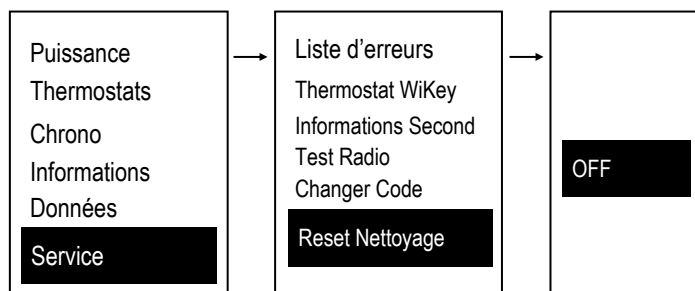 Puissance
Thermostats
Chrono
Informations
Données
Service
Liste d'erreurs
Thermostat WiKey
Informations Second
Test Radio
Changer Code
Reset Nettoyage
OFF